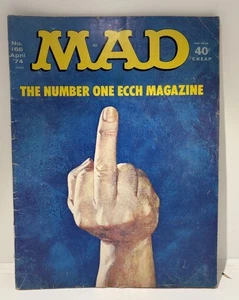 No.
166
April
'74
MAD
40¢
CHEAP
THE NUMBER ONE ECCH MAGAZINE